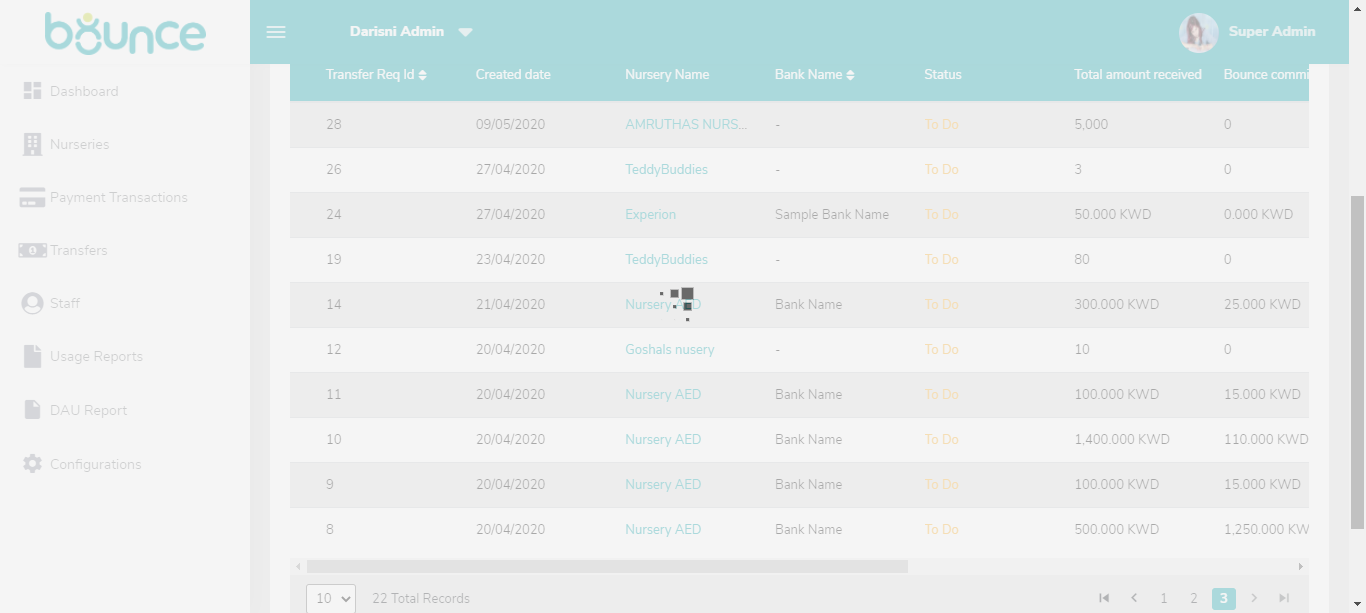 bounce
Darisni Admin
Super Admin
Dashboard
Nurseries
Payment Transactions
Transfers
Staff
Usage Reports
DAU Report
Configurations
Transfer Req Id Created date Nursery Name Bank Name Status Total amount received Bounce commi
28 09/05/2020 AMRUTHAS NURS... - To Do 5,000 0
26 27/04/2020 TeddyBuddies - To Do 3 0
24 27/04/2020 Experion Sample Bank Name To Do 50.000 KWD 0.000 KWD
19 23/04/2020 TeddyBuddies - To Do 80 0
14 21/04/2020 Nursery AED Bank Name To Do 300.000 KWD 25.000 KWD
12 20/04/2020 Goshals nusery - To Do 10 0
11 20/04/2020 Nursery AED Bank Name To Do 100.000 KWD 15.000 KWD
10 20/04/2020 Nursery AED Bank Name To Do 1,400.000 KWD 110.000 KWD
9 20/04/2020 Nursery AED Bank Name To Do 100.000 KWD 15.000 KWD
8 20/04/2020 Nursery AED Bank Name To Do 500.000 KWD 1,250.000 KW
10 22 Total Records 1 2 3